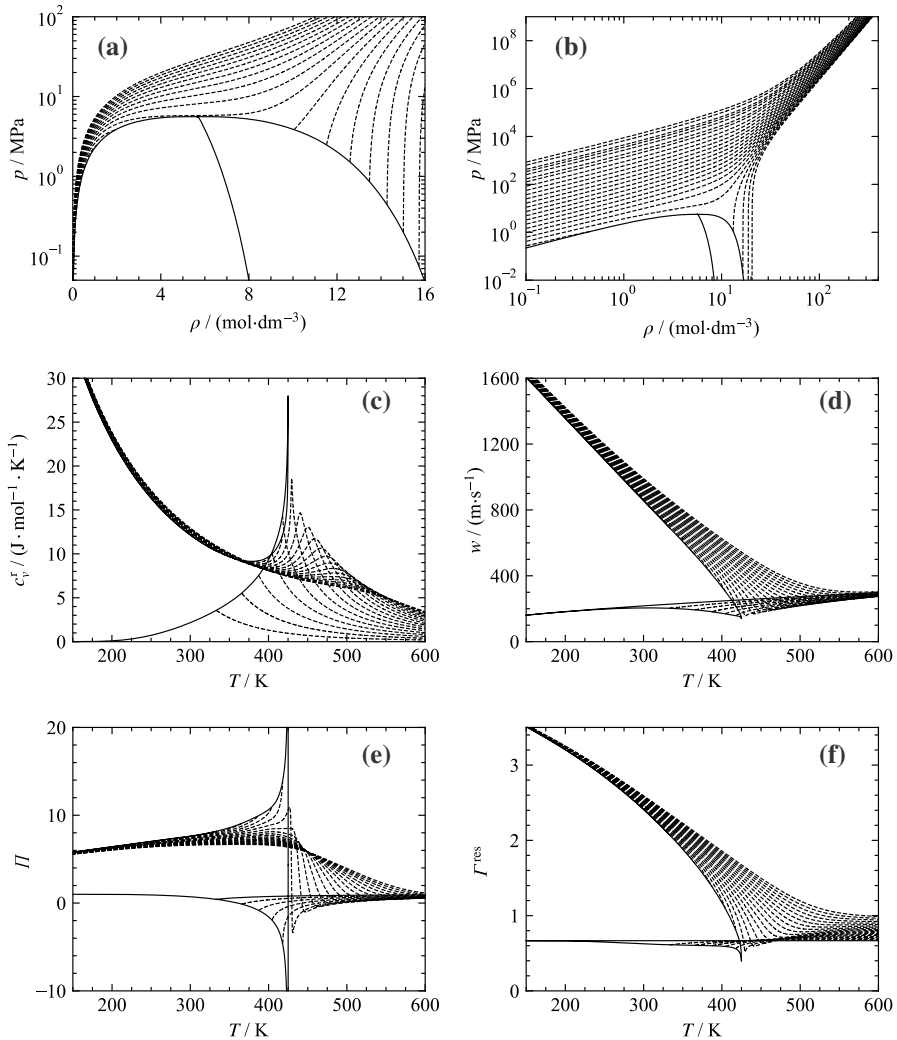 10²
10¹
10⁰
10⁻¹
p / MPa
(a)
0 4 8 12 16
ρ / (mol·dm⁻³)
10⁸
10⁶
10⁴
10²
10⁰
10⁻²
p / MPa
(b)
10⁻¹ 10⁰ 10¹ 10²
ρ / (mol·dm⁻³)
30
25
20
15
10
5
0
cᵥʳ / (J · mol⁻¹ · K⁻¹)
(c)
200 300 400 500 600
T / K
1600
1200
800
400
0
w / (m·s⁻¹)
(d)
200 300 400 500 600
T / K
20
10
0
−10
Π
(e)
200 300 400 500 600
T / K
3
2
1
0
Γʳᵉˢ
(f)
200 300 400 500 600
T / K